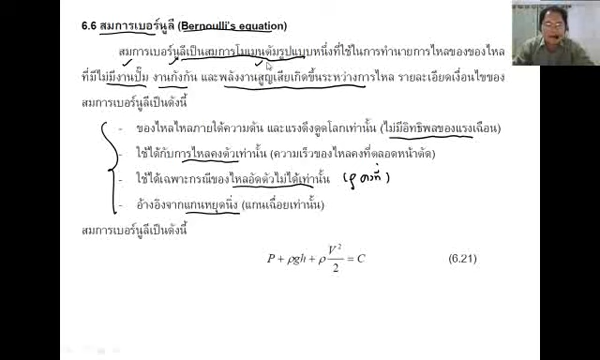 6.6 สมการเบอร์นูลี (Bernoulli's equation)
สมการเบอร์นูลีเป็นสมการโมเมนตัมรูปแบบหนึ่งที่ใช้ในการทำนายการไหลของของไหล
ที่มีไม่มีงานปั๊ม งานกังหัน และพลังงานสูญเสียเกิดขึ้นระหว่างการไหล รายละเอียดเงื่อนไขของ
สมการเบอร์นูลีเป็นดังนี้
- ของไหลไหลภายใต้ความดัน และแรงดึงดูดโลกเท่านั้น (ไม่มีอิทธิพลของแรงเฉือน)
- ใช้ได้กับการไหลคงตัวเท่านั้น (ความเร็วของไหลคงที่ตลอดหน้าตัด)
- ใช้ได้เฉพาะกรณีของไหลอัดตัวไม่ได้เท่านั้น (ρ คงที่)
- อ้างอิงจากแกนหยุดนิ่ง (แกนเฉื่อยเท่านั้น)
สมการเบอร์นูลีเป็นดังนี้
P + ρgh + ρ V²/2 = C (6.21)